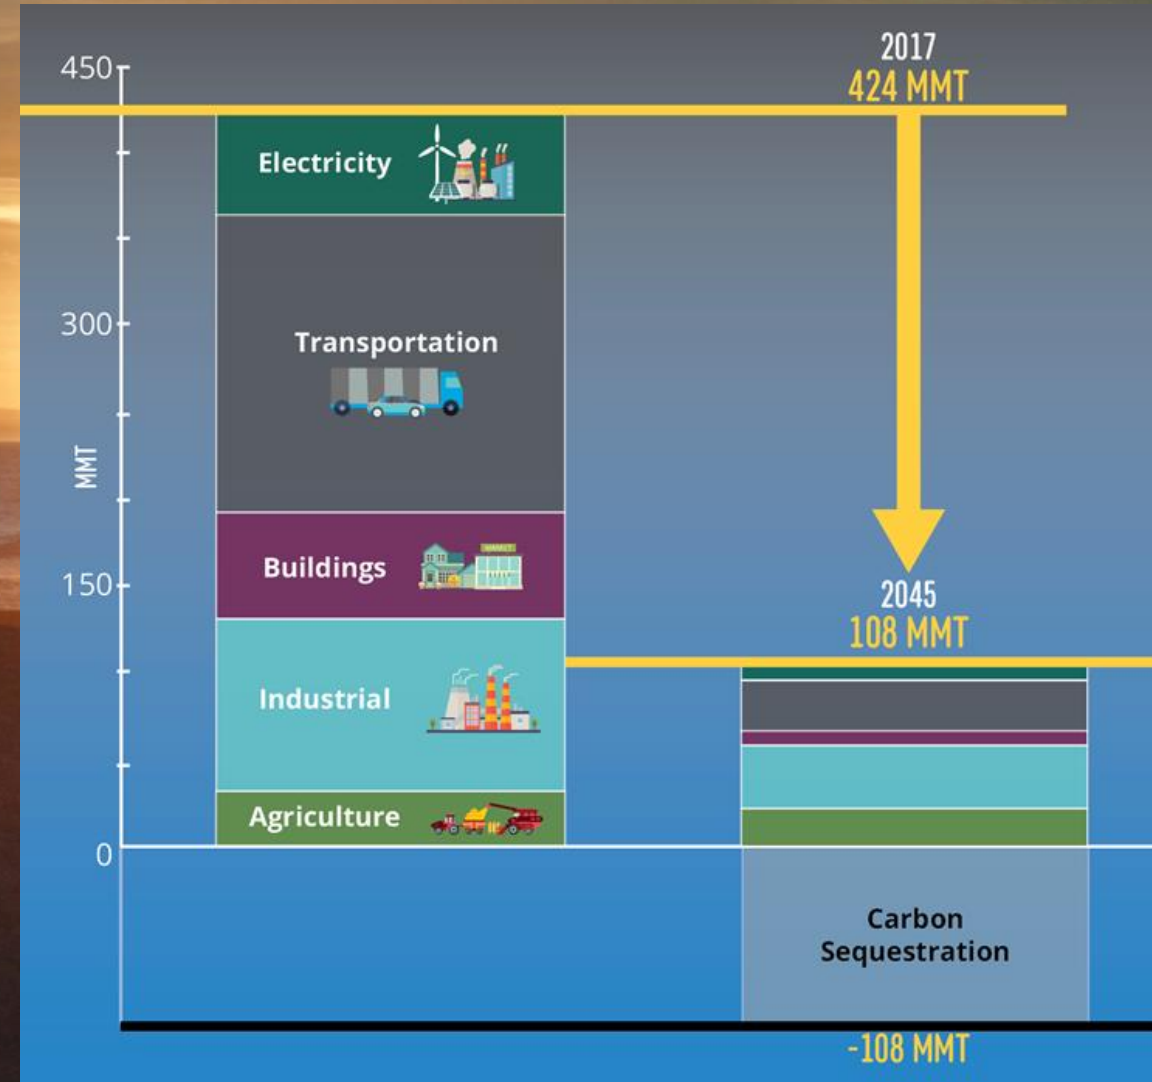 2017
424 MMT
450
Electricity
300
Transportation
MMT
MARKET
Buildings
150
2045
108 MMT
Industrial
Agriculture
0
Carbon
Sequestration
-108 MMT